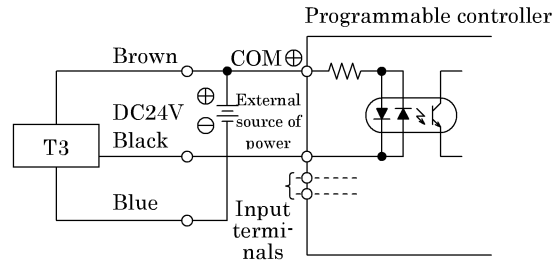 Programmable controller
Brown
COM⊕
⊕
External
DC24V
source of
⊖
power
T3
Black
Blue
Input
termi-
nals